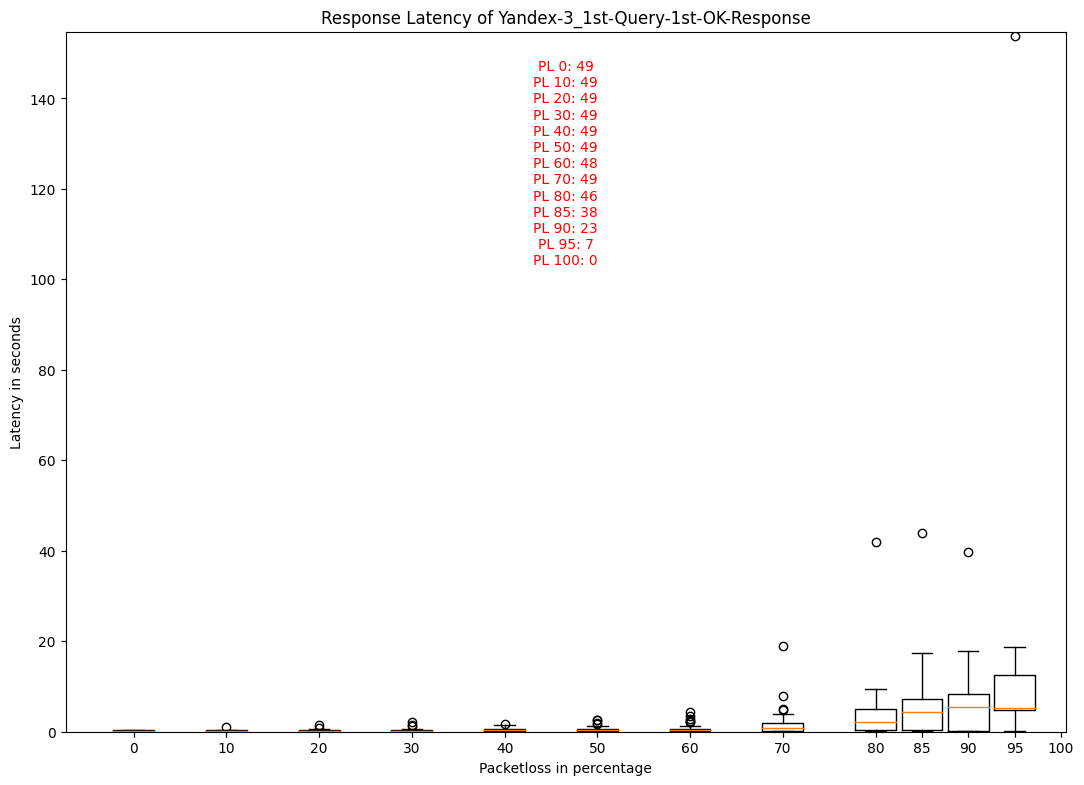 Response Latency of Yandex-3_1st-Query-1st-OK-Response
PL 0: 49
PL 10: 49
PL 20: 49
PL 30: 49
PL 40: 49
PL 50: 49
PL 60: 48
PL 70: 49
PL 80: 46
PL 85: 38
PL 90: 23
PL 95: 7
PL 100: 0
Latency in seconds
140
120
100
80
60
40
20
0
0 10 20 30 40 50 60 70 80 85 90 95 100
Packetloss in percentage